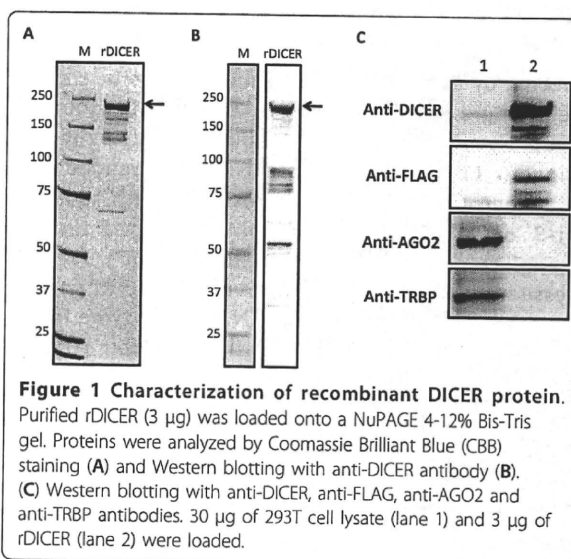 A
B
C
M rDICER
M rDICER
1 2
250
150
100
75
50
37
25
250
150
100
75
50
37
25
Anti-DICER
Anti-FLAG
Anti-AGO2
Anti-TRBP
Figure 1 Characterization of recombinant DICER protein.
Purified rDICER (3 µg) was loaded onto a NuPAGE 4-12% Bis-Tris
gel. Proteins were analyzed by Coomassie Brilliant Blue (CBB)
staining (A) and Western blotting with anti-DICER antibody (B).
(C) Western blotting with anti-DICER, anti-FLAG, anti-AGO2 and
anti-TRBP antibodies. 30 µg of 293T cell lysate (lane 1) and 3 µg of
rDICER (lane 2) were loaded.